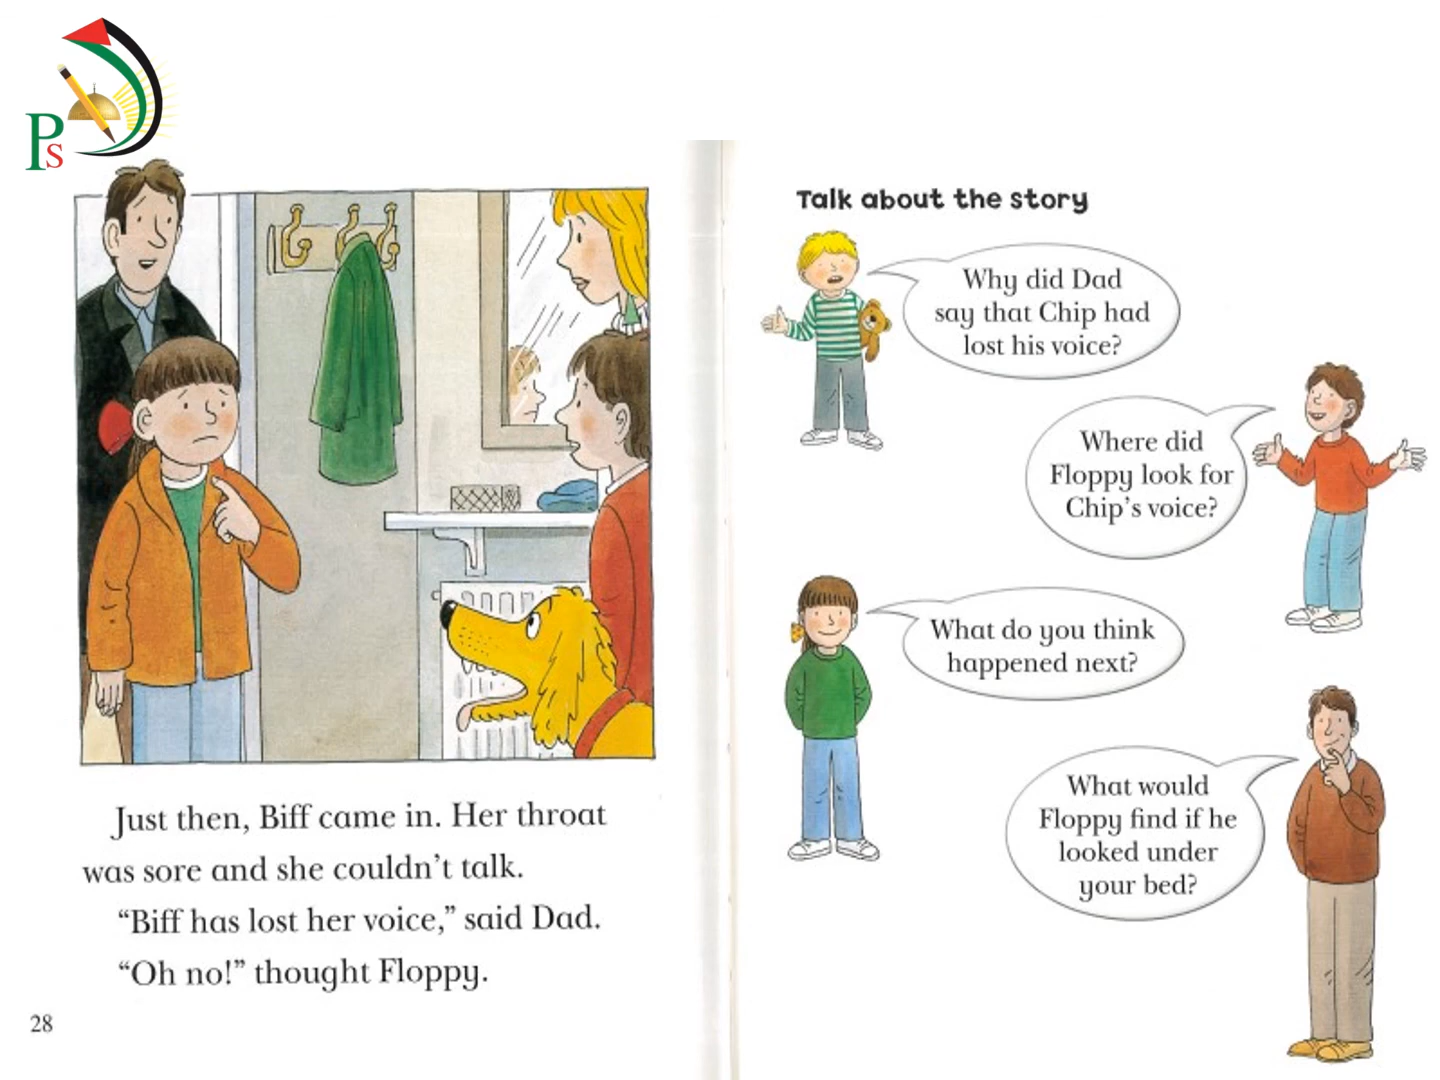 Ps
Just then, Biff came in. Her throat
was sore and she couldn't talk.
“Biff has lost her voice,” said Dad.
“Oh no!” thought Floppy.
28
Talk about the story
Why did Dad
say that Chip had
lost his voice?
Where did
Floppy look for
Chip's voice?
What do you think
happened next?
What would
Floppy find if he
looked under
your bed?